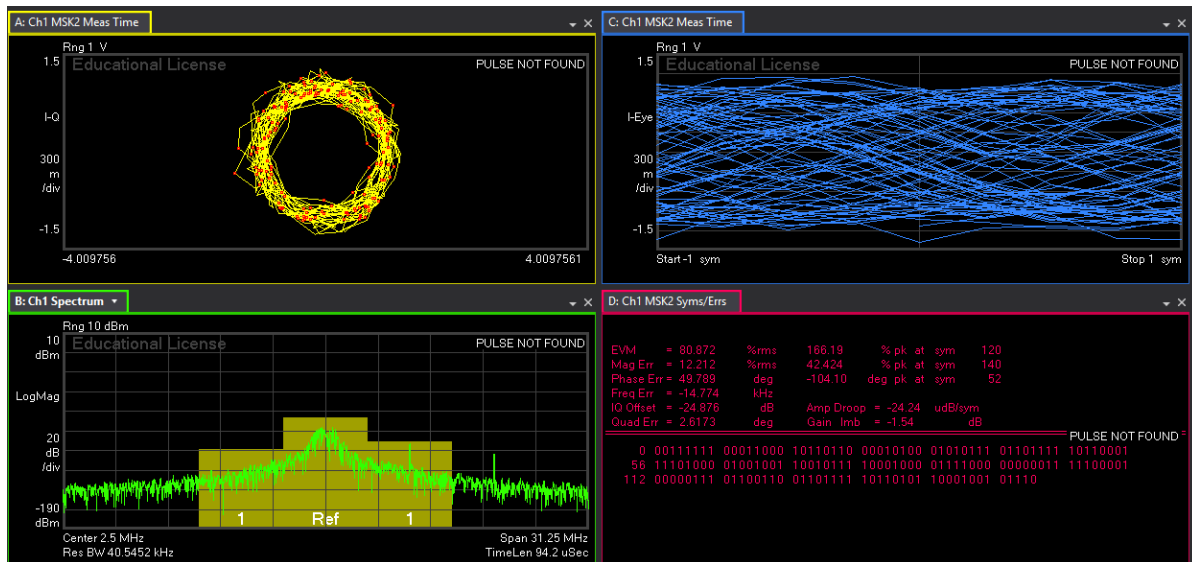 A: Ch1 MSK2 Meas Time
Rng 1 V
1.5
Educational License
PULSE NOT FOUND
I-Q
300
m
/div
-1.5
-4.009756
4.0097561
C: Ch1 MSK2 Meas Time
Rng 1 V
1.5
Educational License
PULSE NOT FOUND
I-Eye
300
m
/div
-1.5
Start -1 sym
Stop 1 sym
B: Ch1 Spectrum
Rng 10 dBm
10
dBm
Educational License
PULSE NOT FOUND
LogMag
20
dB
/div
-190
dBm
1 Ref 1
Center 2.5 MHz
Span 31.25 MHz
Res BW 40.5452 kHz
TimeLen 94.2 uSec
D: Ch1 MSK2 Syms/Errs
EVM = 80.872 %rms 166.19 % pk at sym 120
Mag Err = 12.212 %rms 42.424 % pk at sym 140
Phase Err = 49.789 deg -104.10 deg pk at sym 52
Freq Err = -14.774 kHz
IQ Offset = -24.876 dB Amp Droop = -24.24 udB/sym
Quad Err = 2.6173 deg Gain Imb = -1.54 dB
PULSE NOT FOUND
0 00111111 00011000 10110110 00010100 01010111 01101111 10110001
56 11101000 01001001 10010111 10001000 01111000 00000011 11100001
112 00000111 01100110 01101111 10110101 10001001 01110